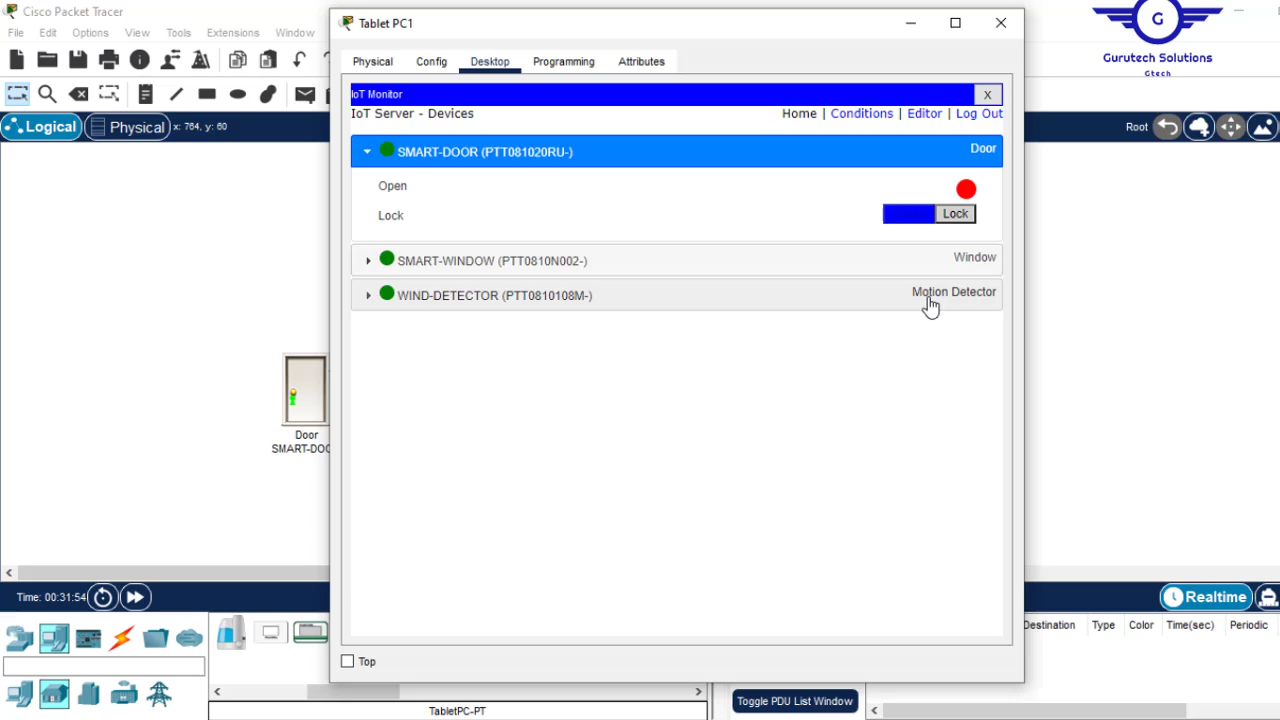 Cisco Packet Tracer
File Edit Options View Tools Extensions Window
Tablet PC1
G
Gurutech Solutions
Gtech
Physical Config Desktop Programming Attributes
IoT Monitor X
IoT Server - Devices Home | Conditions | Editor | Log Out
Logical Physical x: 784, y: 60
Root
SMART-DOOR (PTT081020RU-) Door
Open
Lock Lock
SMART-WINDOW (PTT0810N002-) Window
WIND-DETECTOR (PTT0810108M-) Motion Detector
Door
SMART-DOO
Time: 00:31:54
Realtime
Destination Type Color Time(sec) Periodic
Top
Toggle PDU List Window
TabletPC-PT